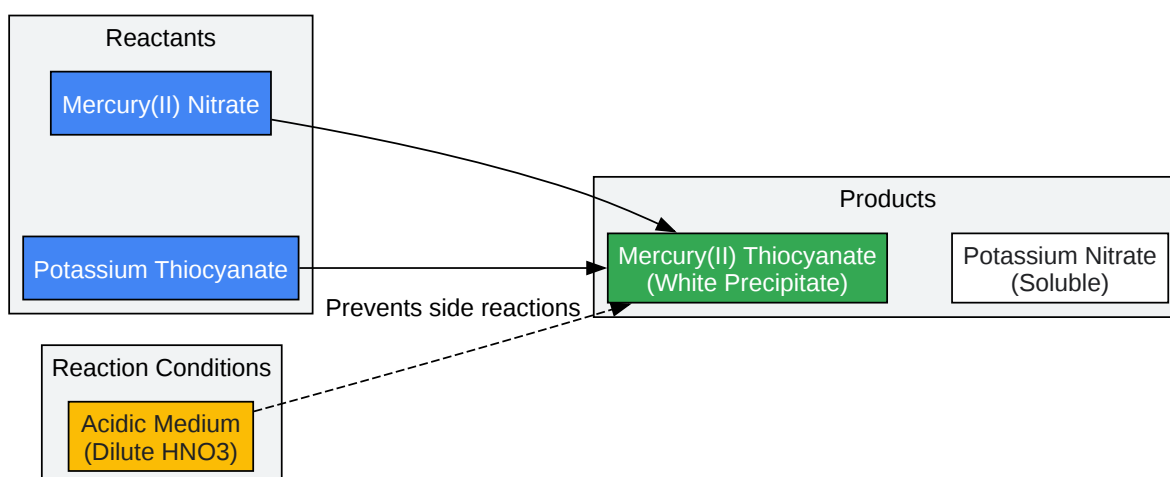 Reactants
Mercury(II) Nitrate
Potassium Thiocyanate
Products
Mercury(II) Thiocyanate
(White Precipitate)
Potassium Nitrate
(Soluble)
Prevents side reactions
Reaction Conditions
Acidic Medium
(Dilute HNO3)